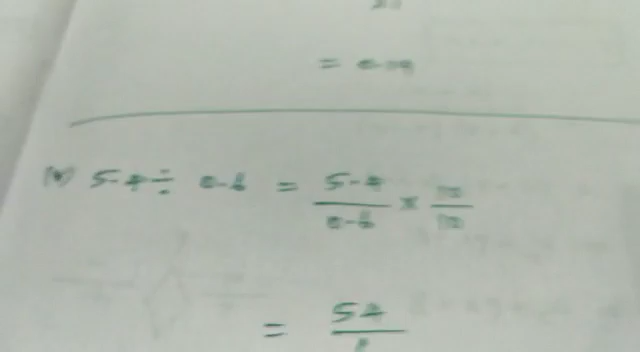 = 0.09
(v) 5.4 ÷ 0.6 = 5.4/0.6 × 10/10
= 54/6